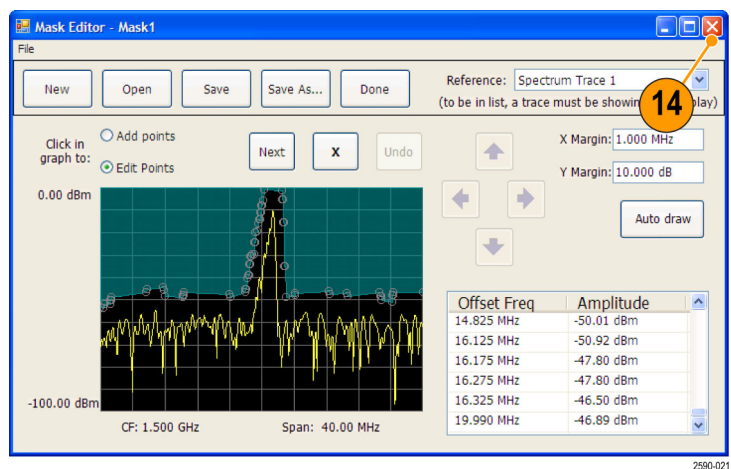 Mask Editor - Mask1
File
New
Open
Save
Save As...
Done
Reference: Spectrum Trace 1
(to be in list, a trace must be showin play)
14
Click in graph to:
Add points
Edit Points
Next
X
Undo
X Margin: 1.000 MHz
Y Margin: 10.000 dB
Auto draw
0.00 dBm
-100.00 dBm
CF: 1.500 GHz Span: 40.00 MHz
Offset Freq Amplitude
14.825 MHz -50.01 dBm
16.125 MHz -50.92 dBm
16.175 MHz -47.80 dBm
16.275 MHz -47.80 dBm
16.325 MHz -46.50 dBm
19.990 MHz -46.89 dBm
2590-021